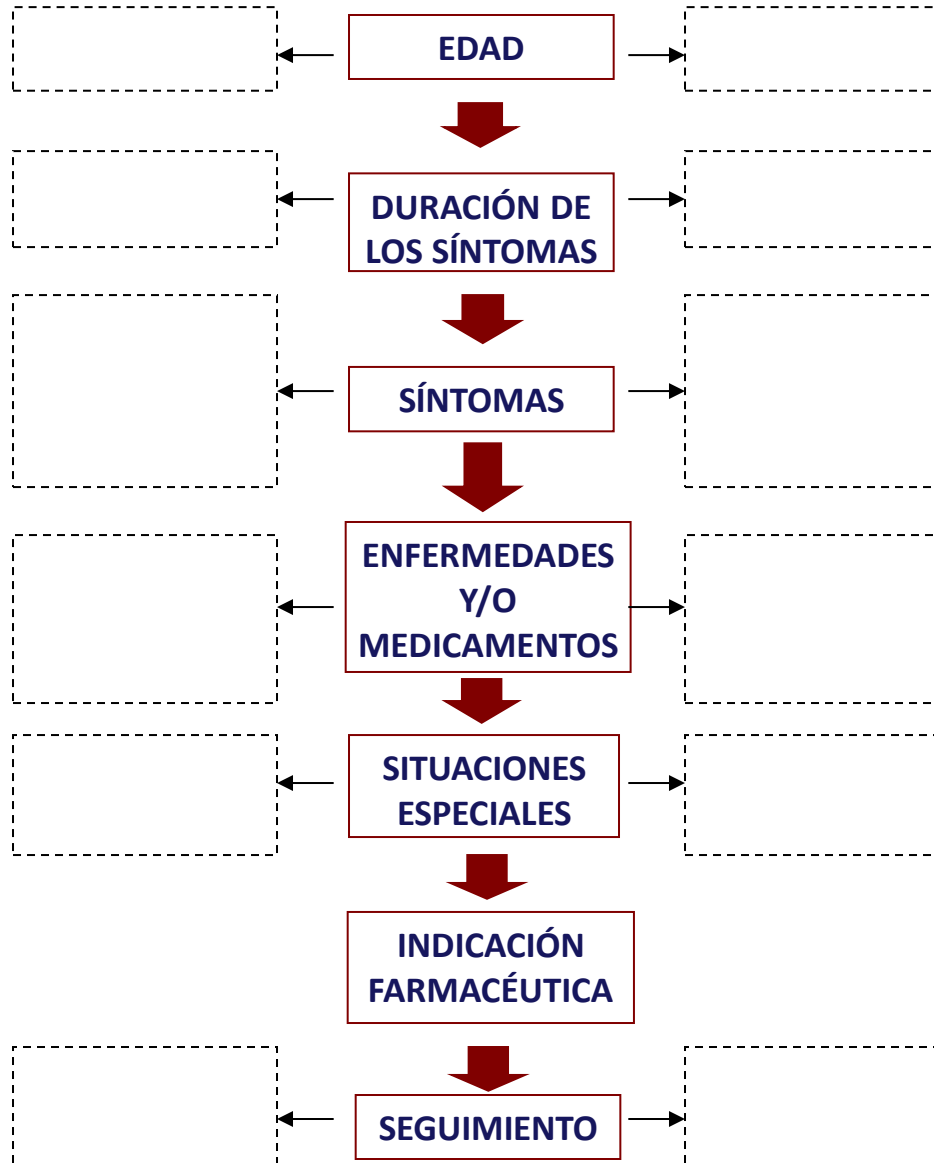 EDAD
DURACIÓN DE
LOS SÍNTOMAS
SÍNTOMAS
ENFERMEDADES
Y/O
MEDICAMENTOS
SITUACIONES
ESPECIALES
INDICACIÓN
FARMACÉUTICA
SEGUIMIENTO